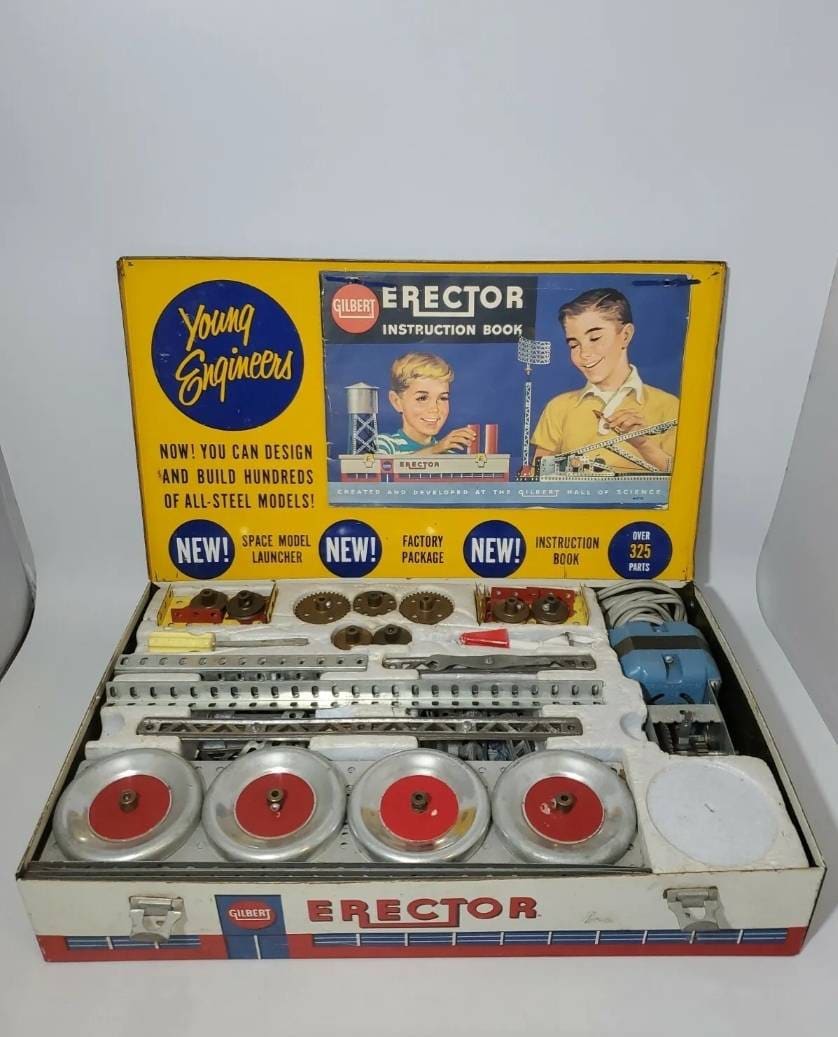 Young
Engineers
NOW! YOU CAN DESIGN
AND BUILD HUNDREDS
OF ALL-STEEL MODELS!
GILBERT
ERECTOR
INSTRUCTION BOOK
ERECTOR
CREATED AND DEVELOPED AT THE GILBERT HALL OF SCIENCE
NEW!
SPACE MODEL
LAUNCHER
NEW!
FACTORY
PACKAGE
NEW!
INSTRUCTION
BOOK
OVER
325
PARTS
GILBERT
ERECTOR